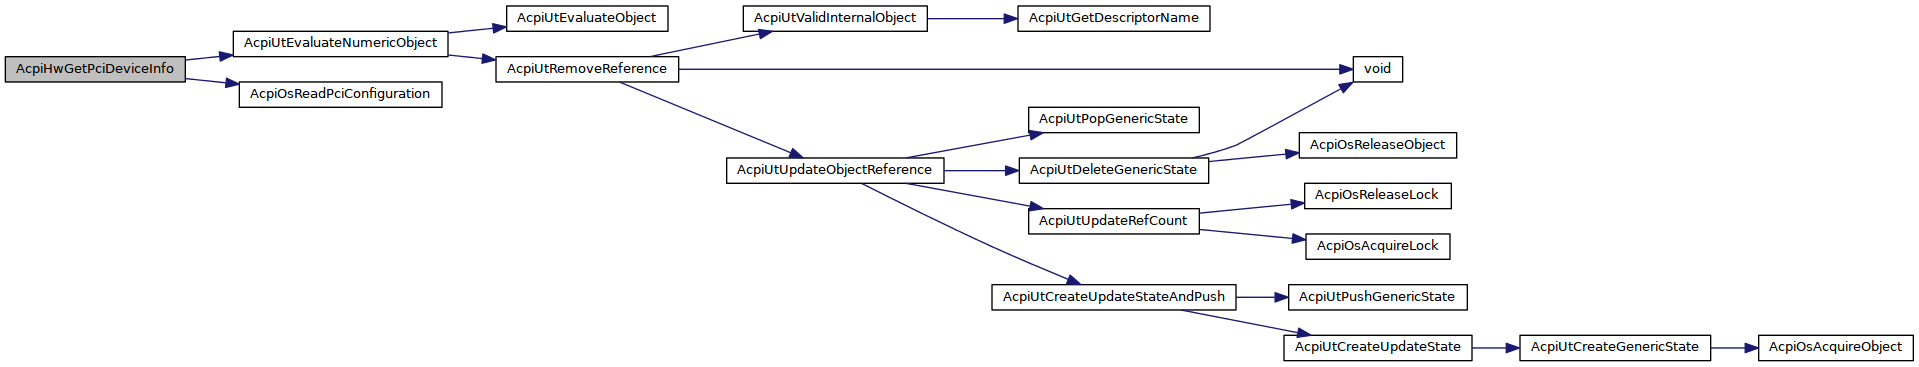 AcpiHwGetPciDeviceInfo
AcpiUtEvaluateNumericObject
AcpiOsReadPciConfiguration
AcpiUtEvaluateObject
AcpiUtRemoveReference
AcpiUtValidInternalObject
AcpiUtGetDescriptorName
void
AcpiUtUpdateObjectReference
AcpiUtPopGenericState
AcpiUtDeleteGenericState
AcpiOsReleaseObject
AcpiUtUpdateRefCount
AcpiOsReleaseLock
AcpiOsAcquireLock
AcpiUtCreateUpdateStateAndPush
AcpiUtPushGenericState
AcpiUtCreateUpdateState
AcpiUtCreateGenericState
AcpiOsAcquireObject